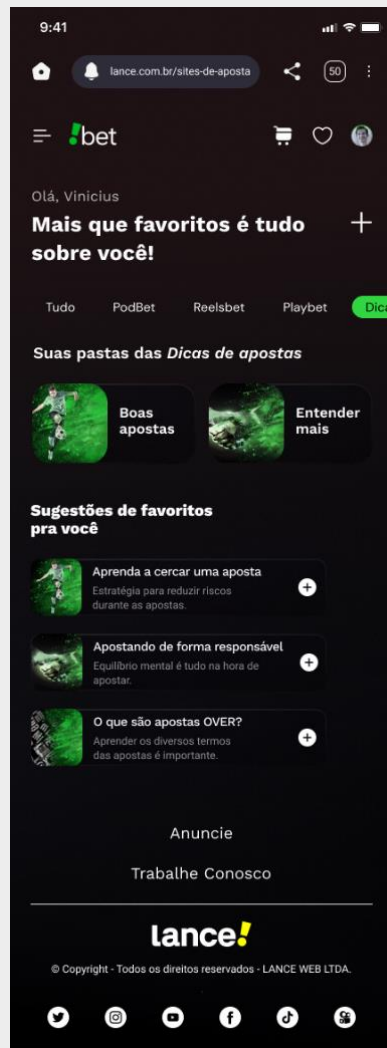 9:41
lance.com.br/sites-de-aposta
50
!bet
Olá, Vinicius
Mais que favoritos é tudo
sobre você!
Tudo PodBet Reelsbet Playbet Dica
Suas pastas das Dicas de apostas
Boas
apostas
Entender
mais
Sugestões de favoritos
pra você
Aprenda a cercar uma aposta
Estratégia para reduzir riscos
durante as apostas.
Apostando de forma responsável
Equilíbrio mental é tudo na hora de
apostar.
O que são apostas OVER?
Aprender os diversos termos
das apostas é importante.
Anuncie
Trabalhe Conosco
lance!
© Copyright - Todos os direitos reservados - LANCE WEB LTDA.